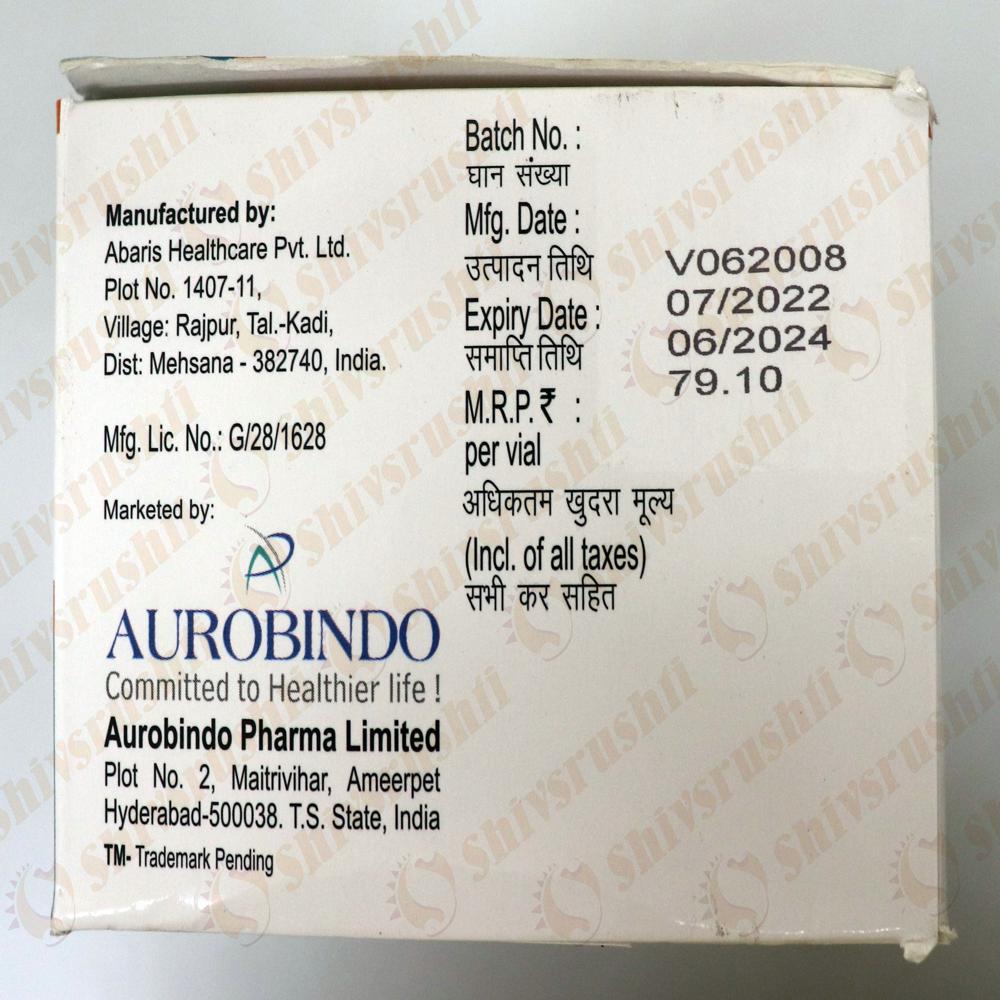 Manufactured by:
Abaris Healthcare Pvt. Ltd.
Plot No. 1407-11,
Village: Rajpur, Tal.-Kadi,
Dist: Mehsana - 382740, India.
Mfg. Lic. No.: G/28/1628
Marketed by:
AUROBINDO
Committed to Healthier life !
Aurobindo Pharma Limited
Plot No. 2, Maitrivihar, Ameerpet
Hyderabad-500038. T.S. State, India
TM- Trademark Pending
Batch No. :
घान संख्या
Mfg. Date :
उत्पादन तिथि
Expiry Date :
समाप्ति तिथि
M.R.P. ₹ :
per vial
अधिकतम खुदरा मूल्य
(Incl. of all taxes)
सभी कर सहित
V062008
07/2022
06/2024
79.10
Shivsrushti